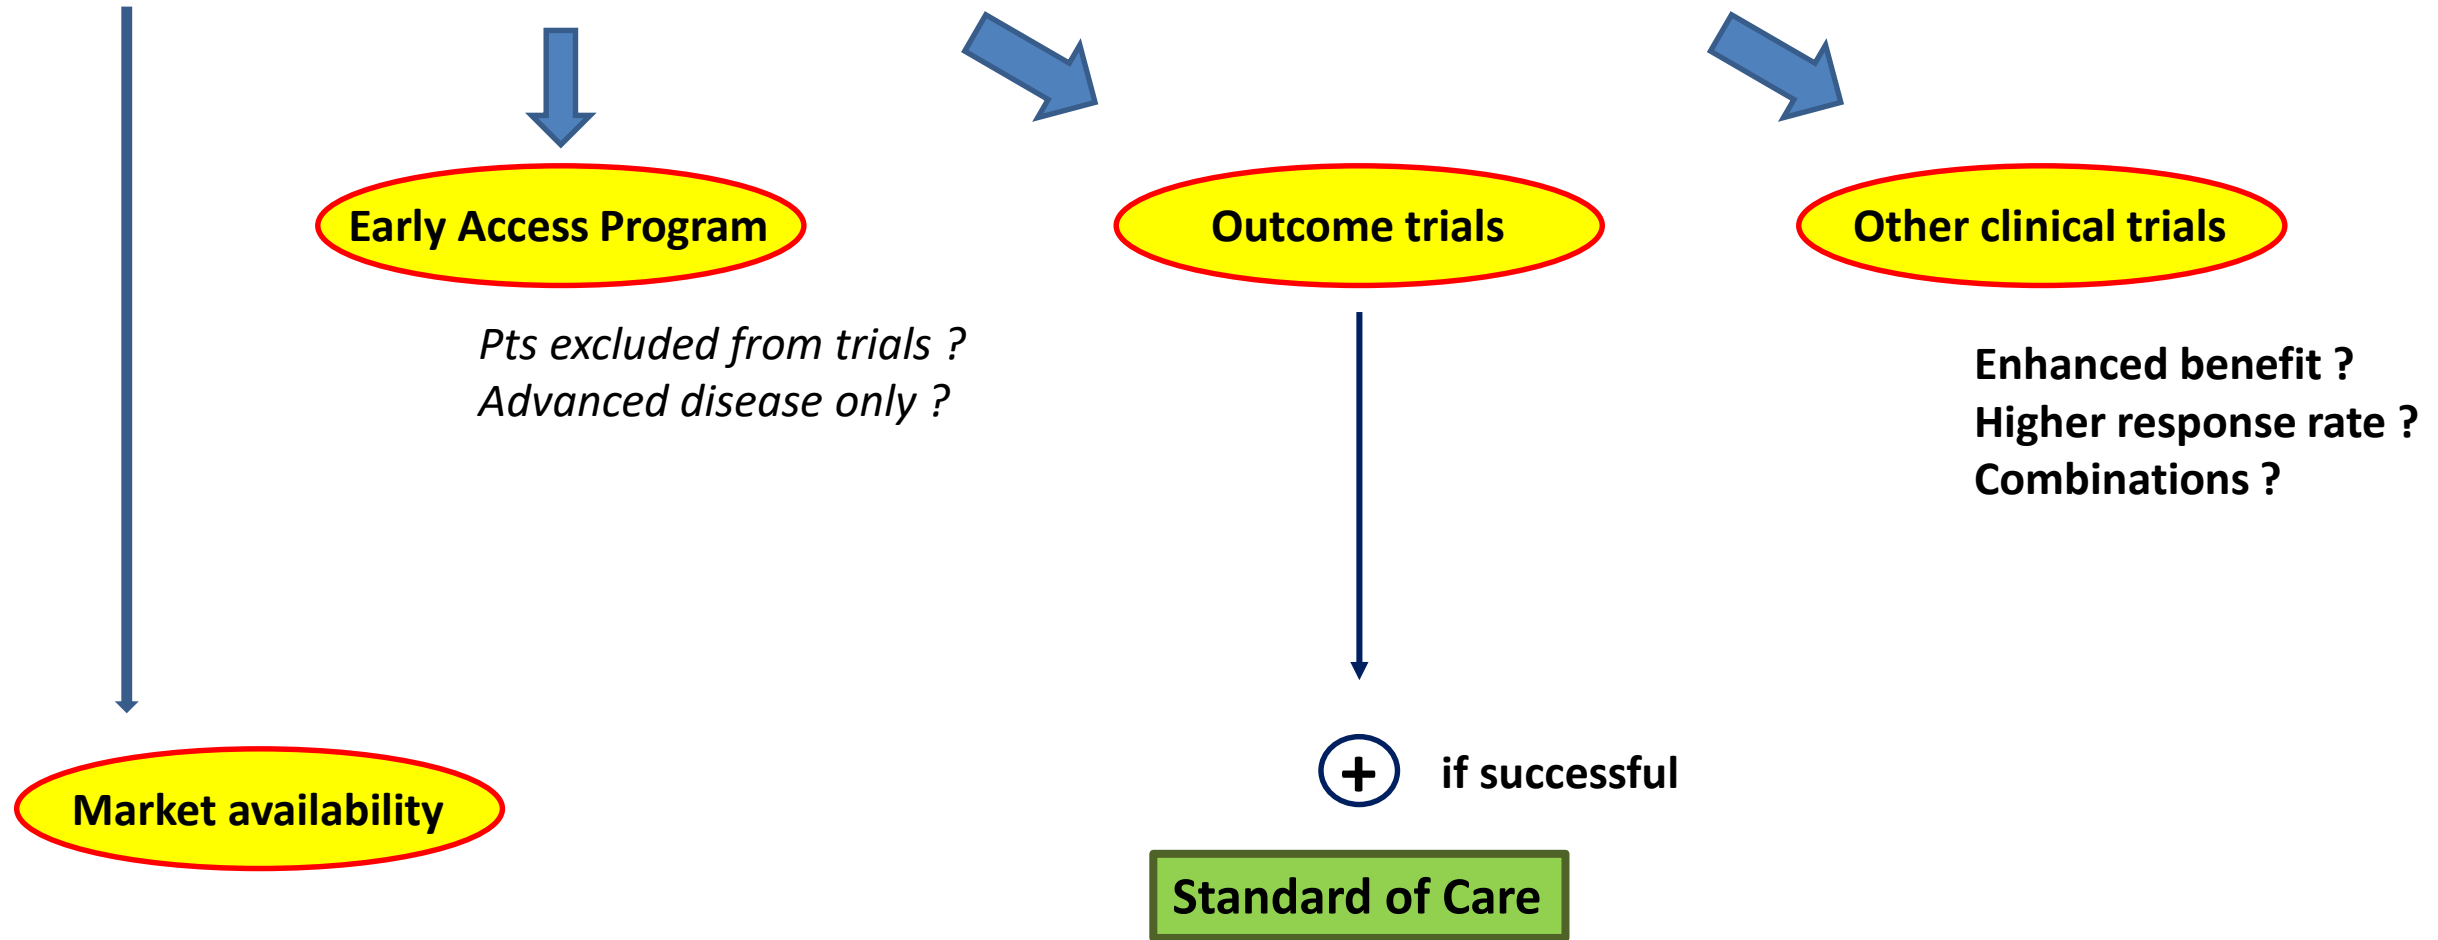 Early Access Program
Outcome trials
Other clinical trials
Pts excluded from trials ?
Advanced disease only ?
Enhanced benefit ?
Higher response rate ?
Combinations ?
+ if successful
Market availability
Standard of Care